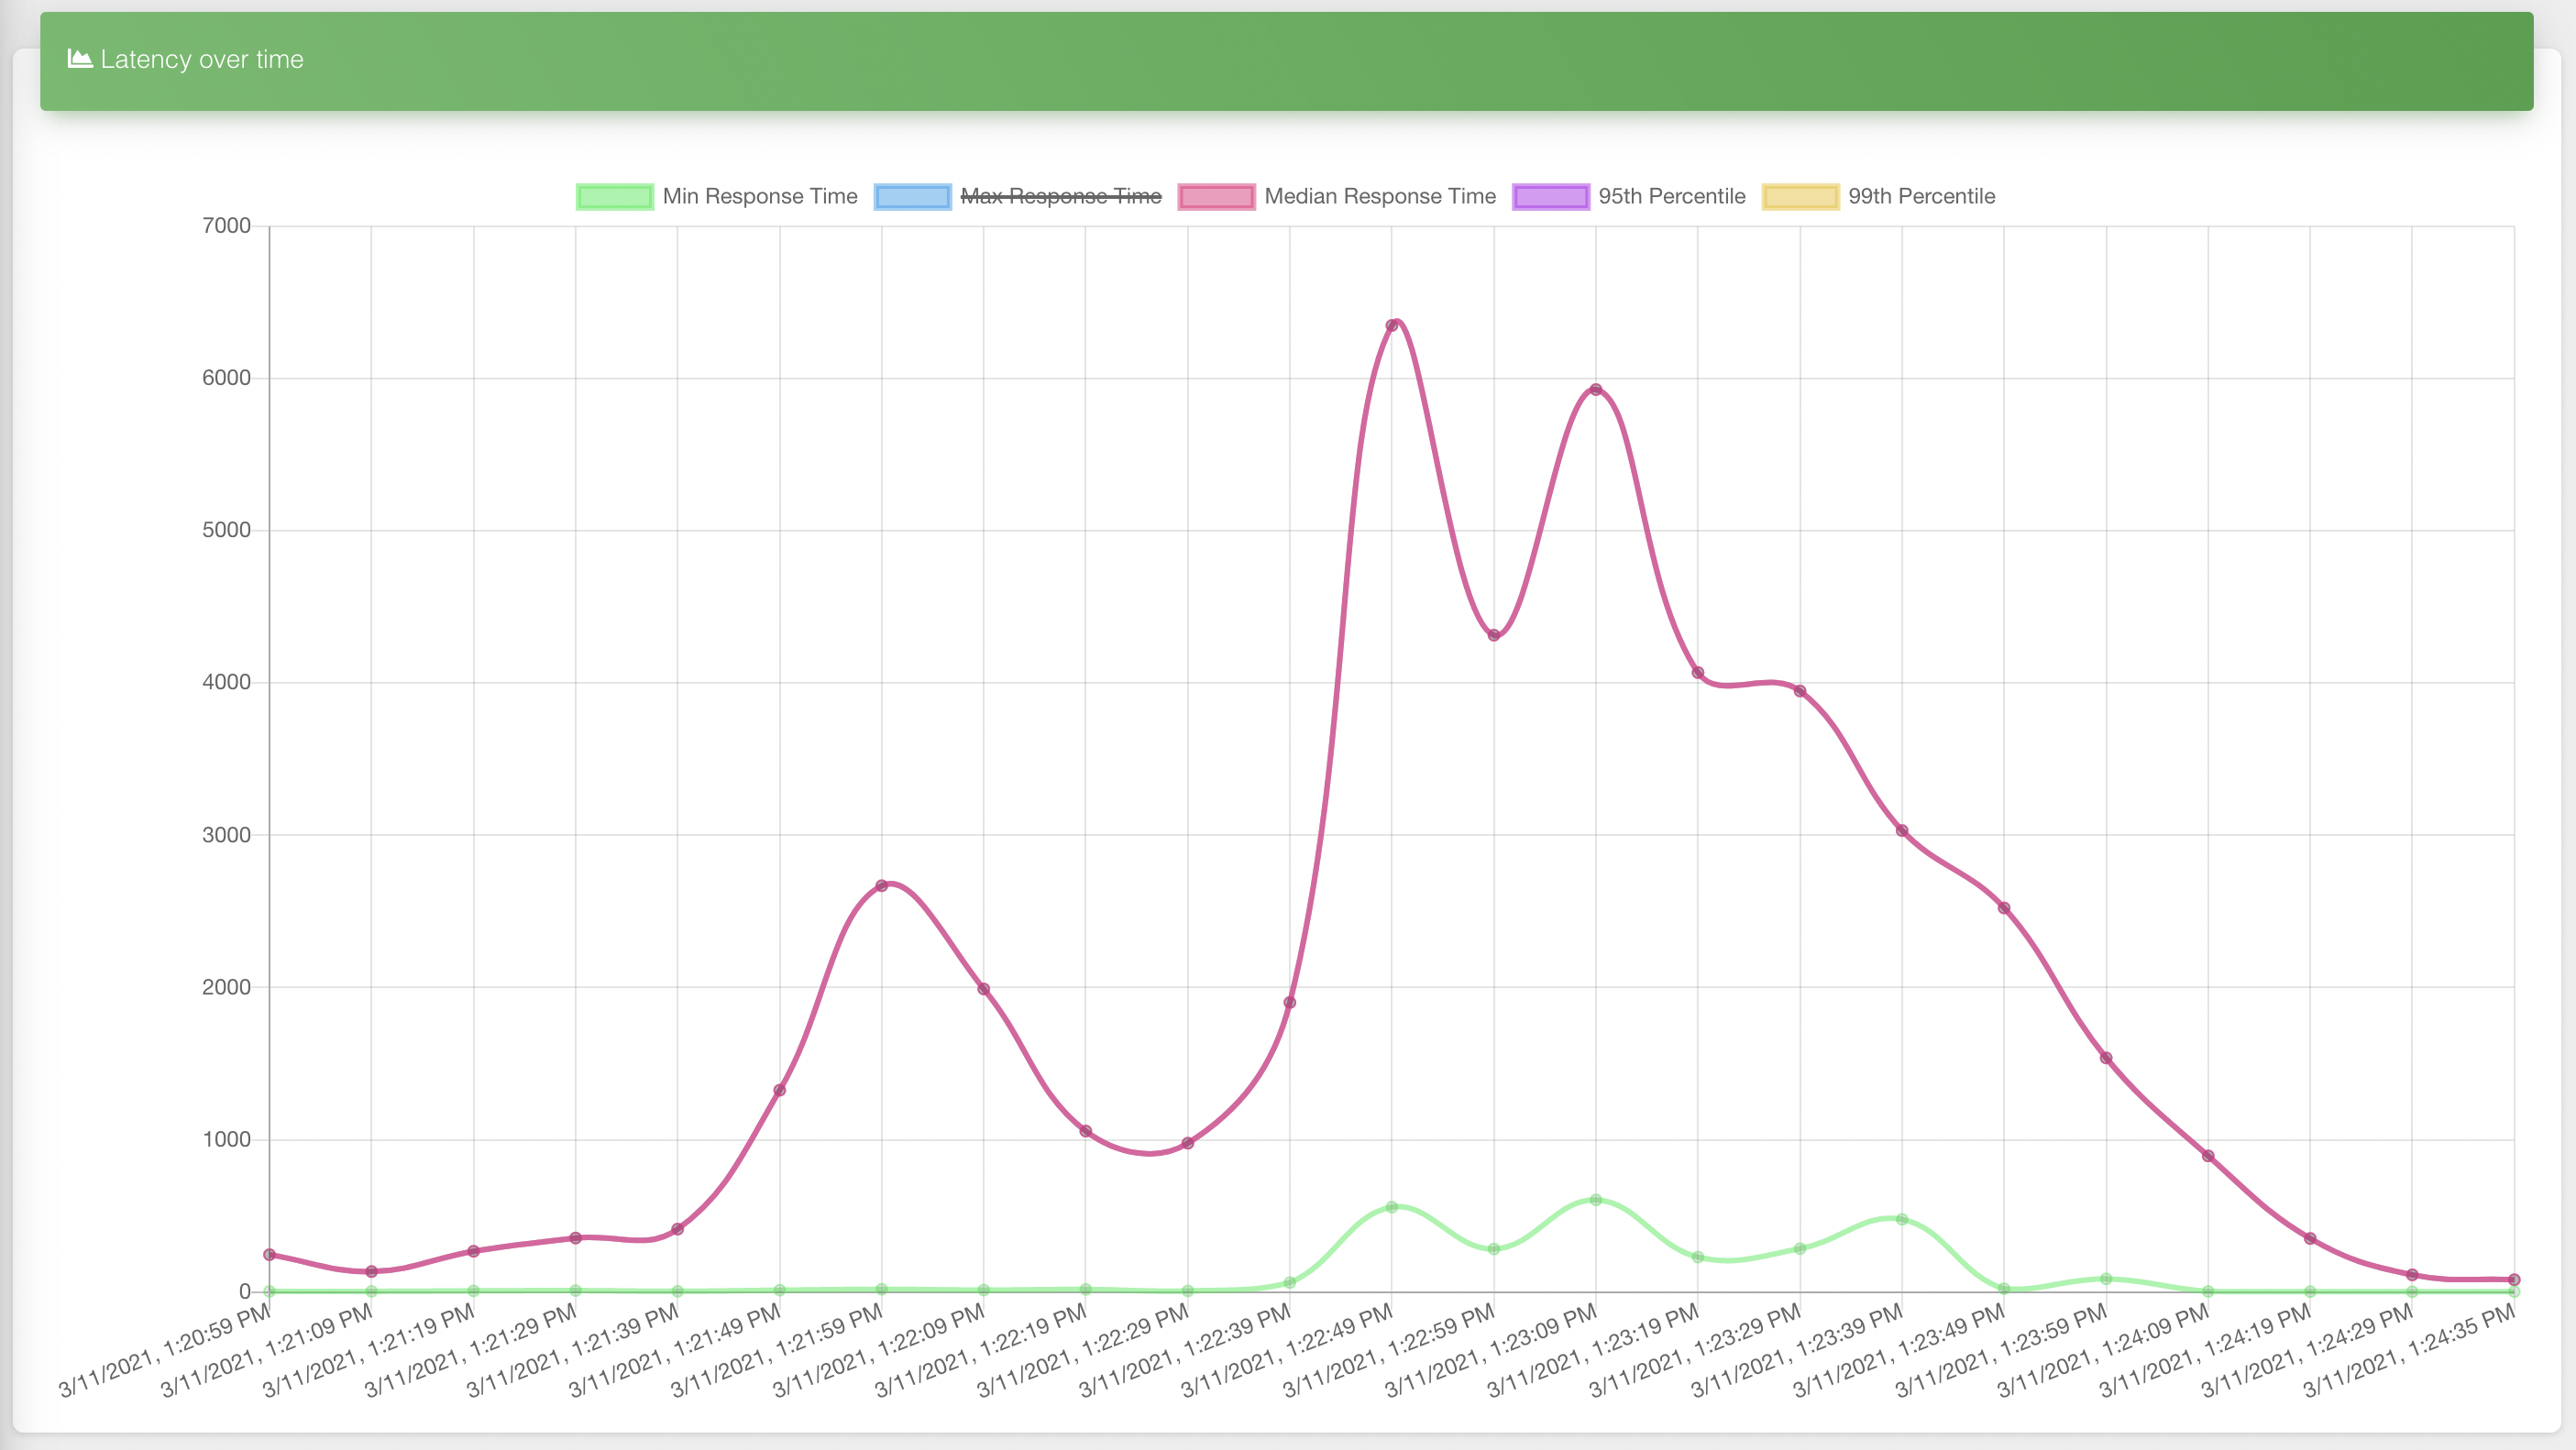 Latency over time
Min Response Time Max Response Time Median Response Time 95th Percentile 99th Percentile
7000
6000
5000
4000
3000
2000
1000
0
3/11/2021, 1:20:59 PM
3/11/2021, 1:21:09 PM
3/11/2021, 1:21:19 PM
3/11/2021, 1:21:29 PM
3/11/2021, 1:21:39 PM
3/11/2021, 1:21:49 PM
3/11/2021, 1:21:59 PM
3/11/2021, 1:22:09 PM
3/11/2021, 1:22:19 PM
3/11/2021, 1:22:29 PM
3/11/2021, 1:22:39 PM
3/11/2021, 1:22:49 PM
3/11/2021, 1:22:59 PM
3/11/2021, 1:23:09 PM
3/11/2021, 1:23:19 PM
3/11/2021, 1:23:29 PM
3/11/2021, 1:23:39 PM
3/11/2021, 1:23:49 PM
3/11/2021, 1:23:59 PM
3/11/2021, 1:24:09 PM
3/11/2021, 1:24:19 PM
3/11/2021, 1:24:29 PM
3/11/2021, 1:24:35 PM